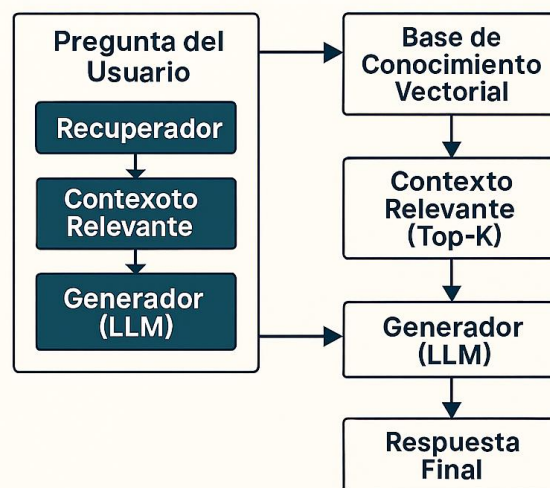 Pregunta del
Usuario
Recuperador
Contexoto
Relevante
Generador
(LLM)
Base de
Conocimiento
Vectorial
Contexto
Relevante
(Top-K)
Generador
(LLM)
Respuesta
Final